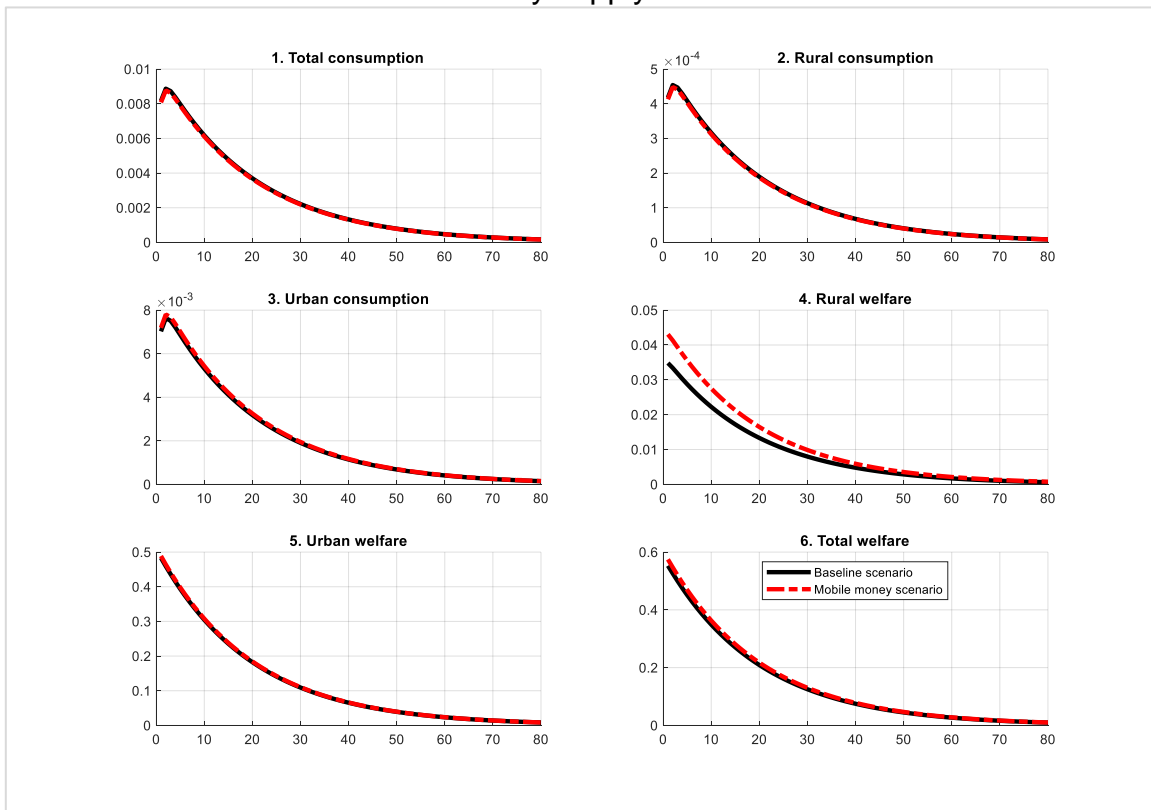 1. Total consumption
0.01
0.008
0.006
0.004
0.002
0
0 10 20 30 40 50 60 70 80
2. Rural consumption
×10-4
5
4
3
2
1
0
0 10 20 30 40 50 60 70 80
3. Urban consumption
×10-3
8
6
4
2
0
0 10 20 30 40 50 60 70 80
4. Rural welfare
0.05
0.04
0.03
0.02
0.01
0
0 10 20 30 40 50 60 70 80
5. Urban welfare
0.5
0.4
0.3
0.2
0.1
0
0 10 20 30 40 50 60 70 80
6. Total welfare
0.6
0.4
0.2
0
0 10 20 30 40 50 60 70 80
Baseline scenario
Mobile money scenario